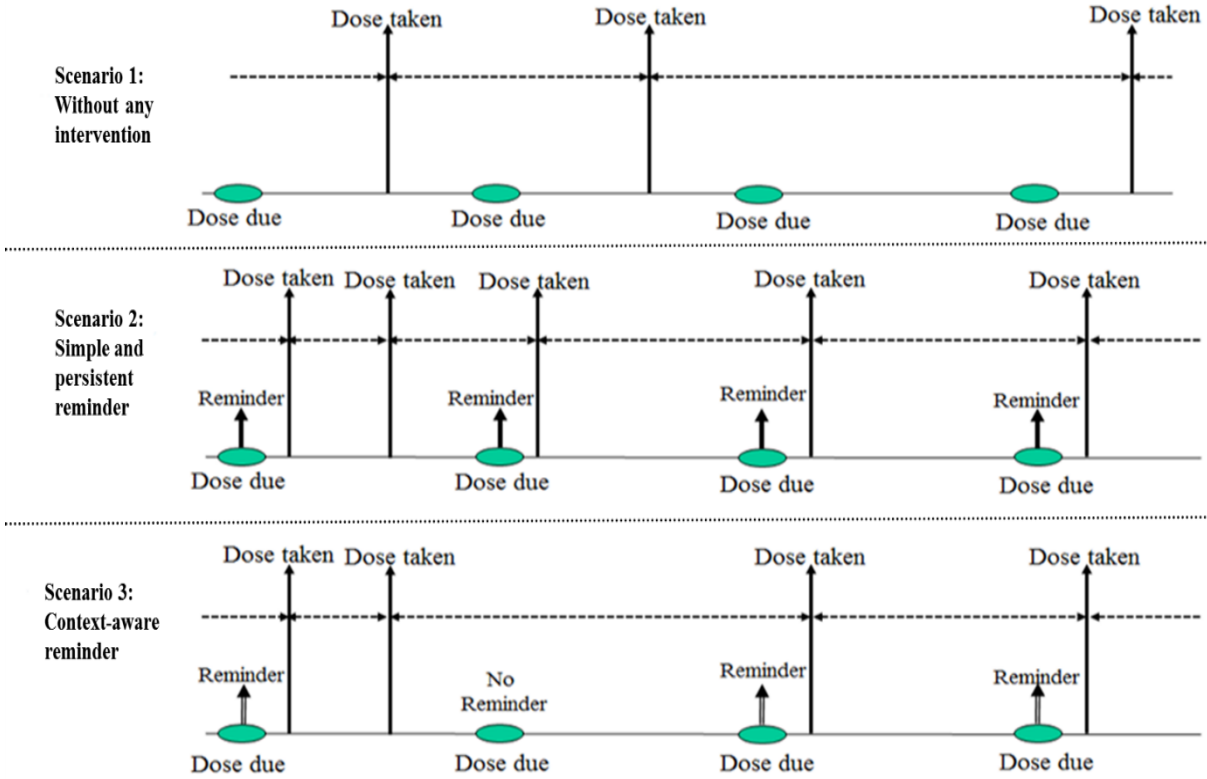 Dose taken
Dose taken
Dose taken
Scenario 1:
Without any
intervention
Dose due
Dose due
Dose due
Dose due
Dose taken
Dose taken
Dose taken
Dose taken
Dose taken
Scenario 2:
Simple and
persistent
reminder
Reminder
Reminder
Reminder
Reminder
Dose due
Dose due
Dose due
Dose due
Dose taken
Dose taken
Dose taken
Dose taken
Scenario 3:
Context-aware
reminder
Reminder
No
Reminder
Reminder
Reminder
Dose due
Dose due
Dose due
Dose due